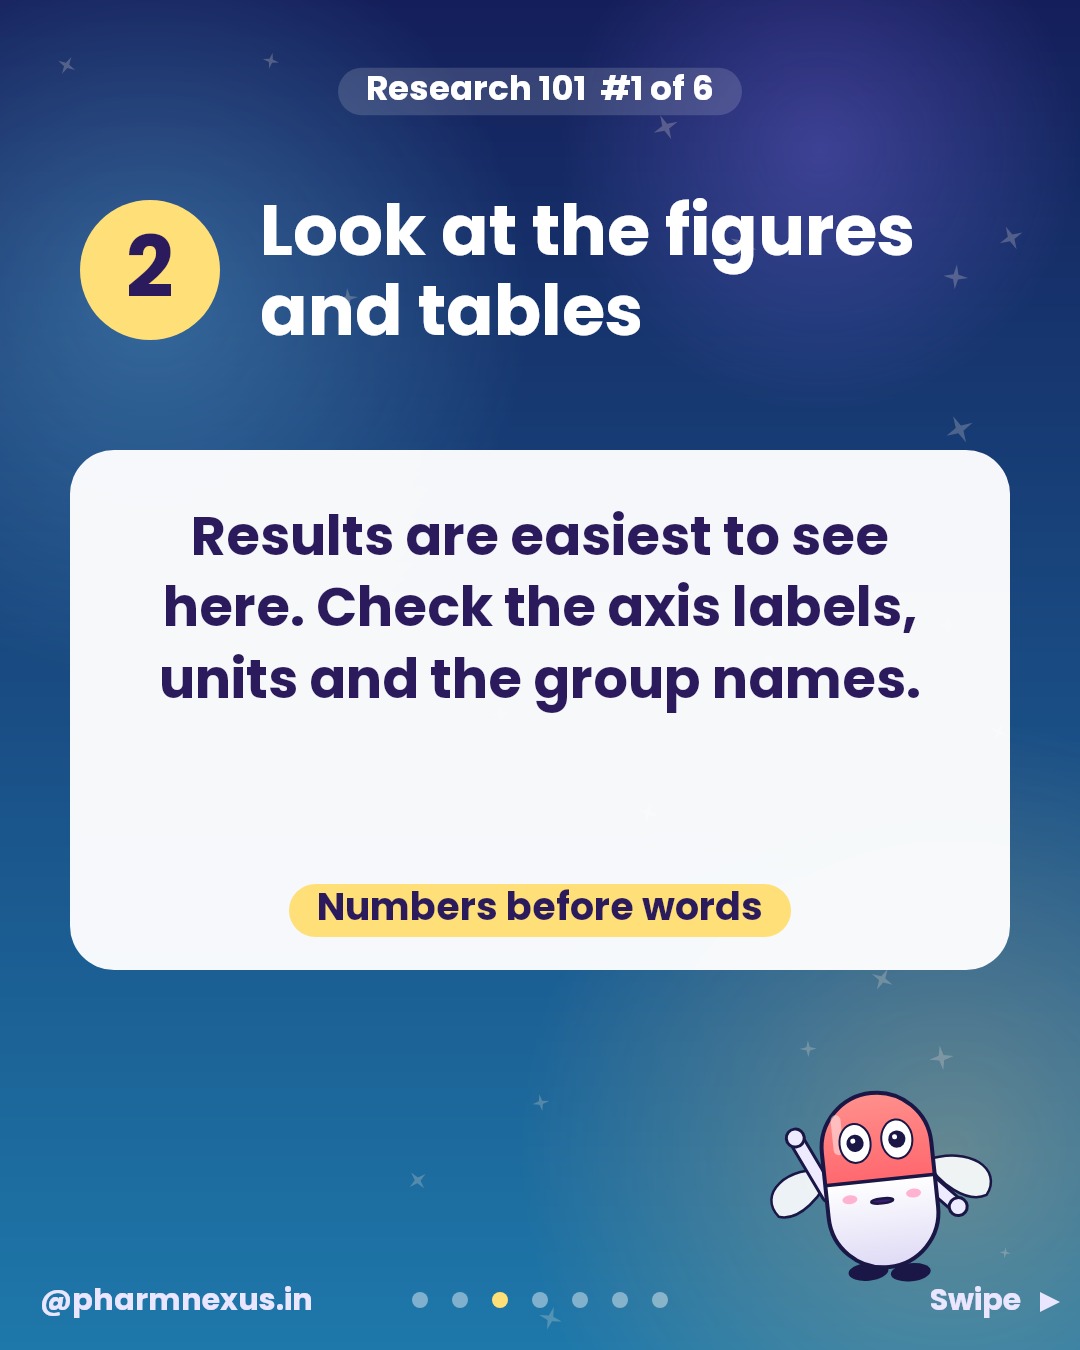 Research 101 #1 of 6
2
Look at the figures
and tables
Results are easiest to see
here. Check the axis labels,
units and the group names.
Numbers before words
@pharmnexus.in
Swipe ▶